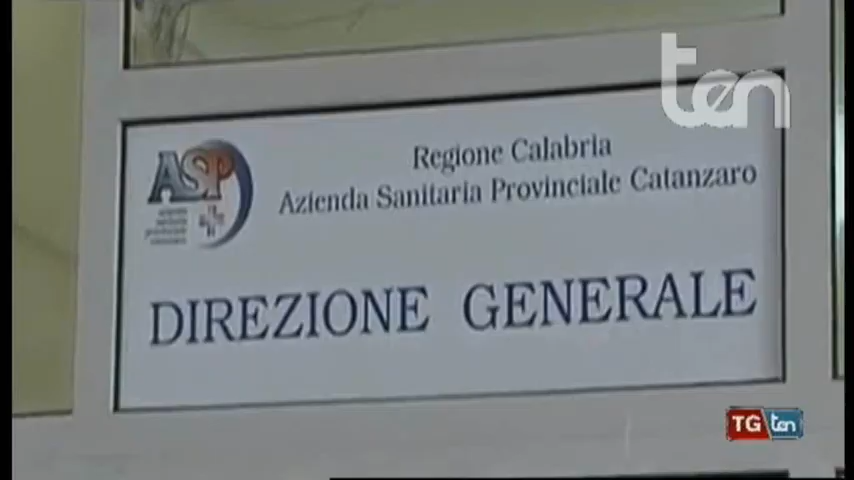 ten
ASP
Regione Calabria
Azienda Sanitaria Provinciale Catanzaro
DIREZIONE GENERALE
TG ten